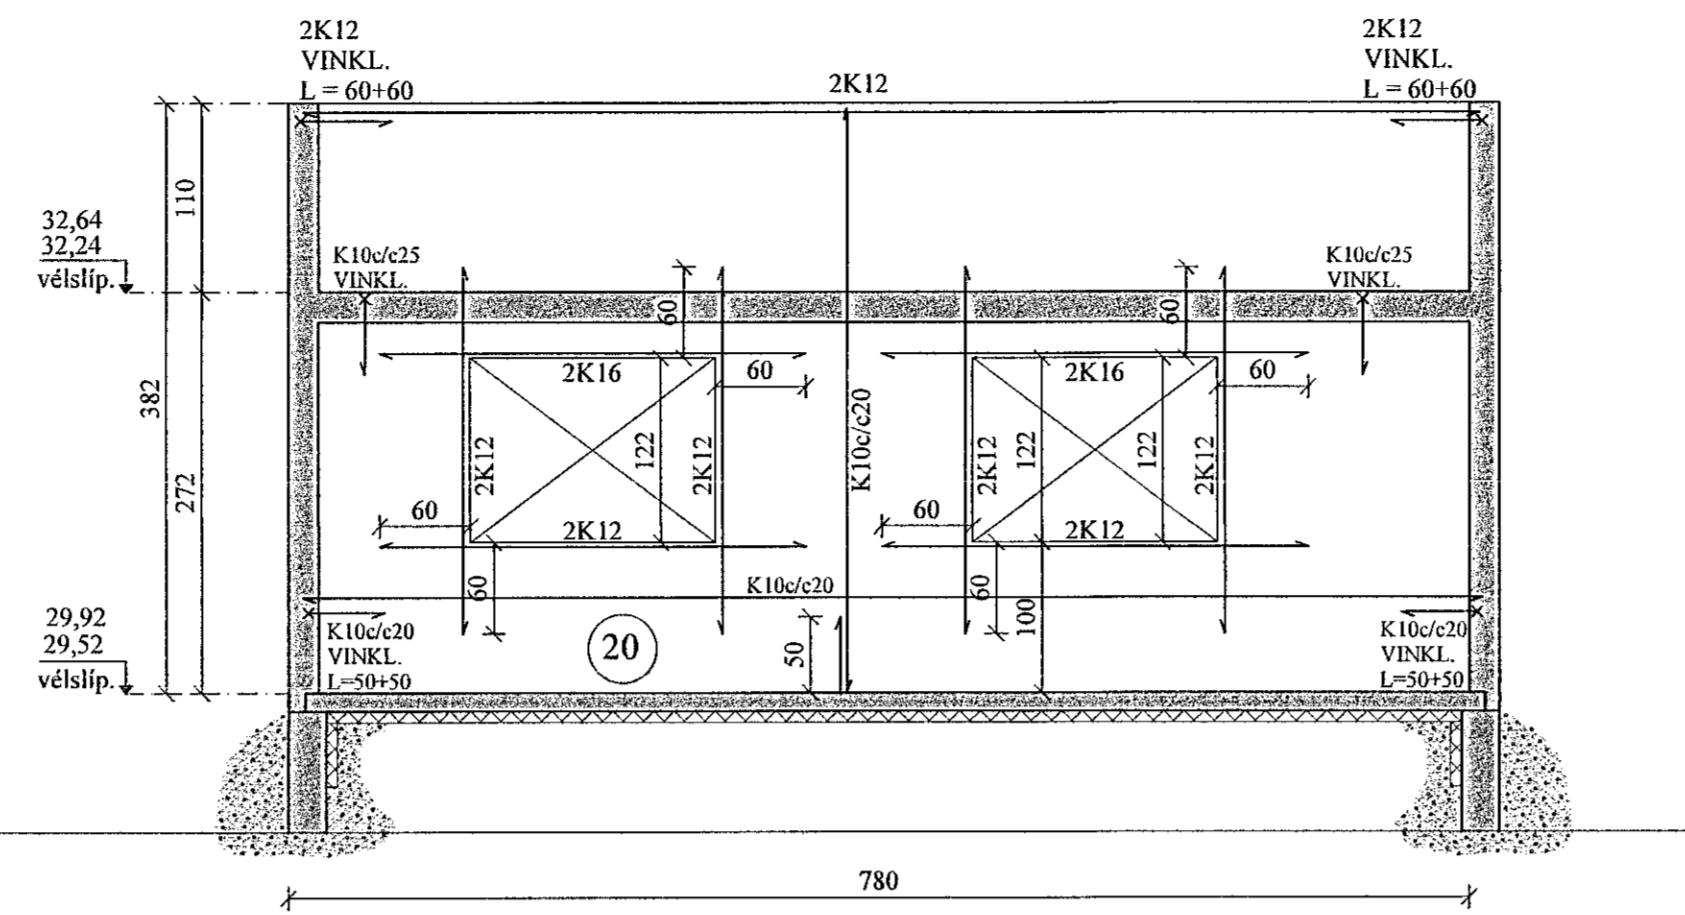 2K12
VINKL.
L = 60+60
2K12
2K12
VINKL.
L = 60+60
110
32,64
32,24
vélslíp.
K10c/c25
VINKL.
60
60
K10c/c25
VINKL.
382
272
2K16
60
2K12
122
2K12
60
2K12
60
K10c/c20
2K16
60
2K12
122
122
2K12
60
2K12
60
100
K10c/c20
29,92
29,52
vélslíp.
K10c/c20
VINKL.
L=50+50
20
50
K10c/c20
VINKL.
L=50+50
780